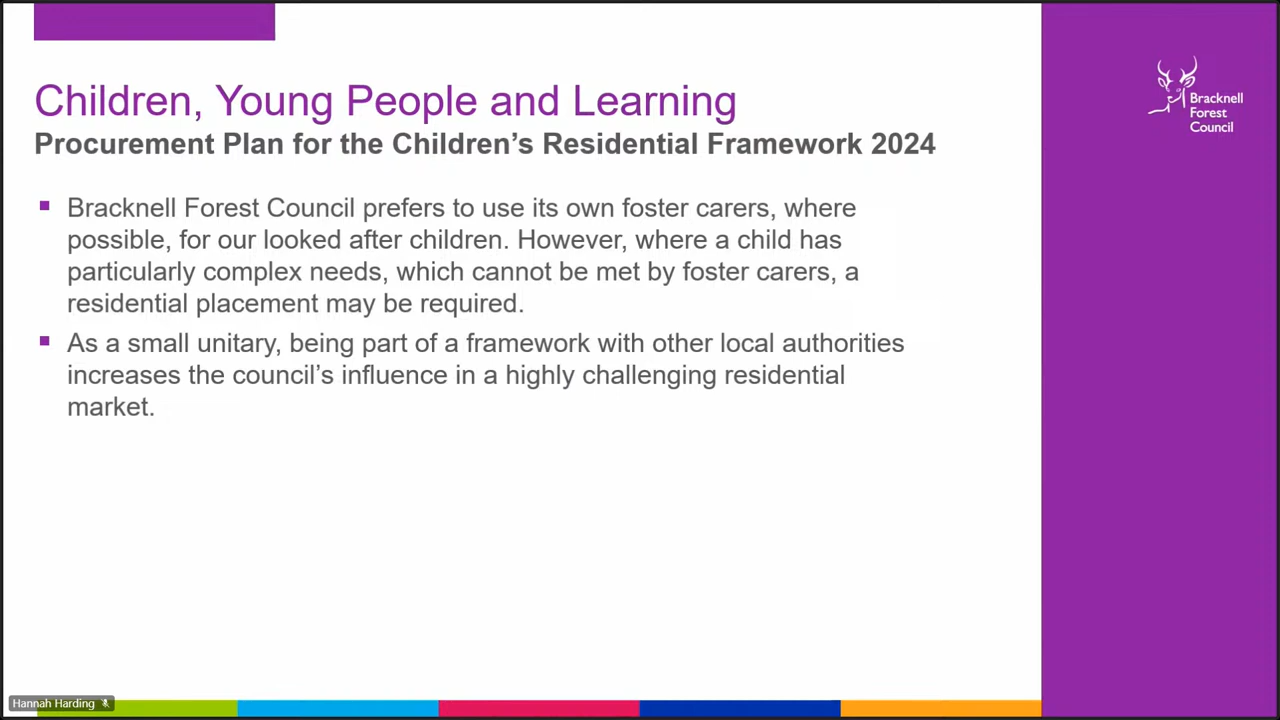 Children, Young People and Learning
Procurement Plan for the Children’s Residential Framework 2024
Bracknell
Forest
Council
▪ Bracknell Forest Council prefers to use its own foster carers, where
possible, for our looked after children. However, where a child has
particularly complex needs, which cannot be met by foster carers, a
residential placement may be required.
▪ As a small unitary, being part of a framework with other local authorities
increases the council’s influence in a highly challenging residential
market.
Hannah Harding